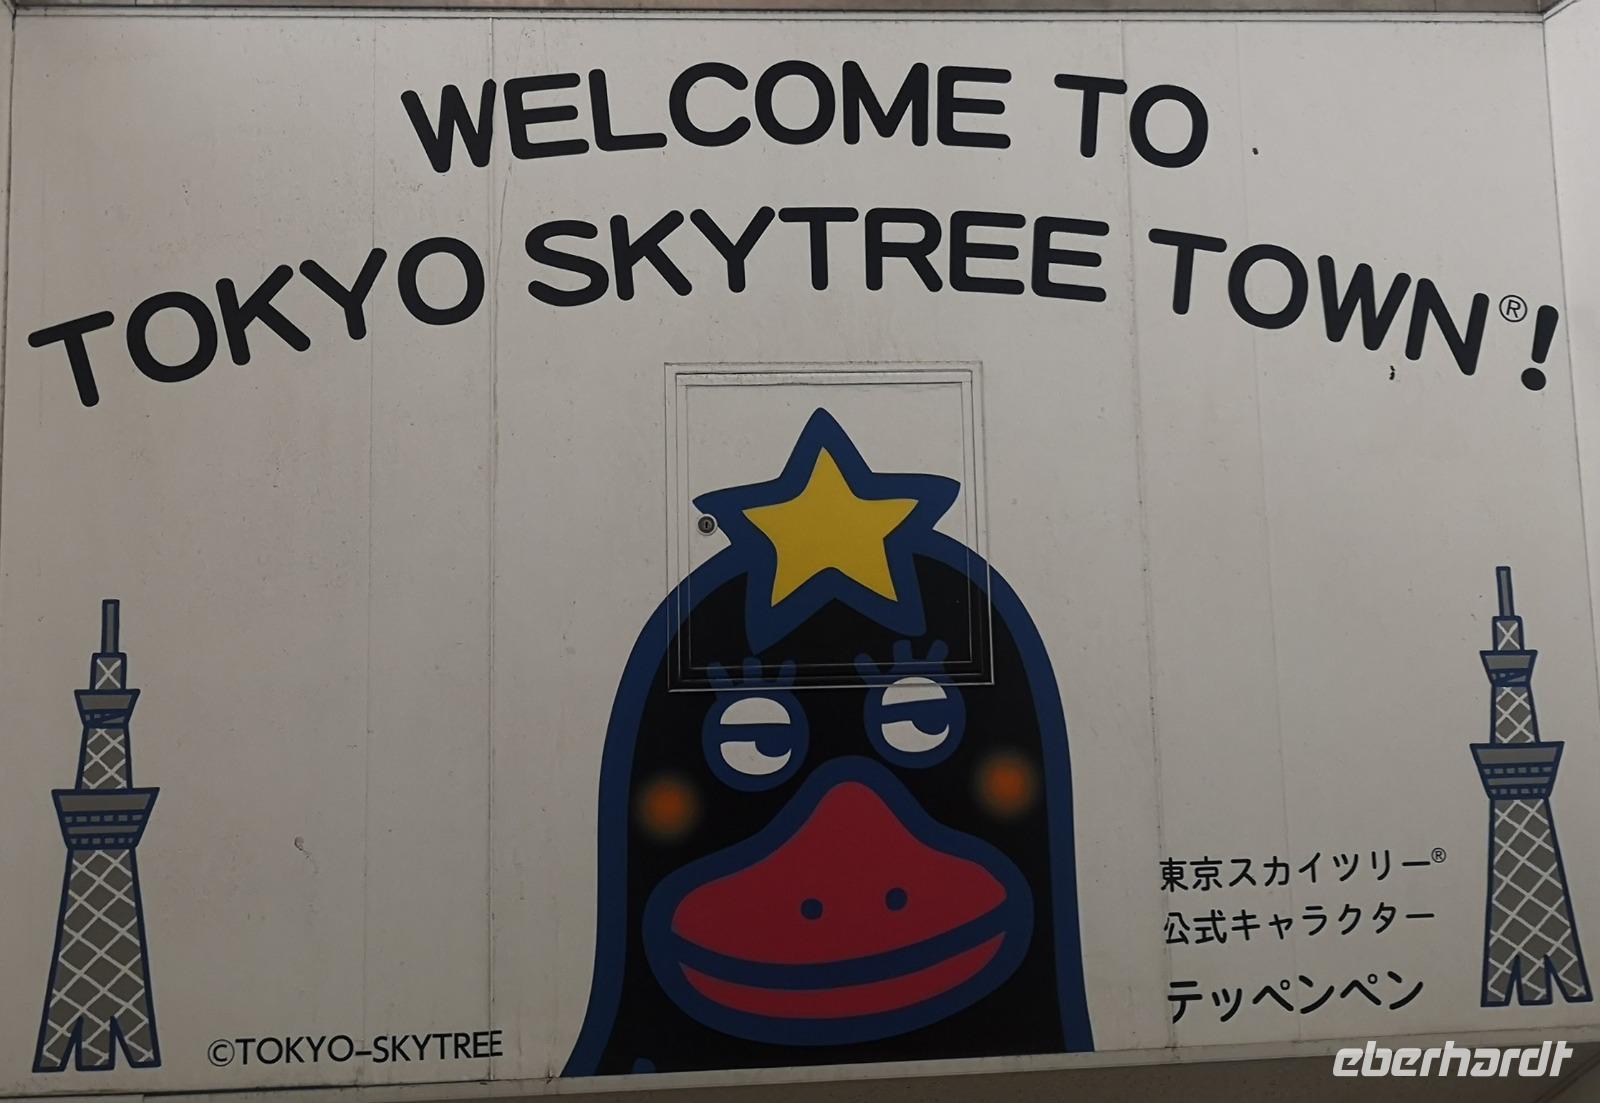 WELCOME TO
TOKYO SKYTREE TOWN®!
東京スカイツリー®
公式キャラクター
テッペンペン
©TOKYO-SKYTREE
eberhardt